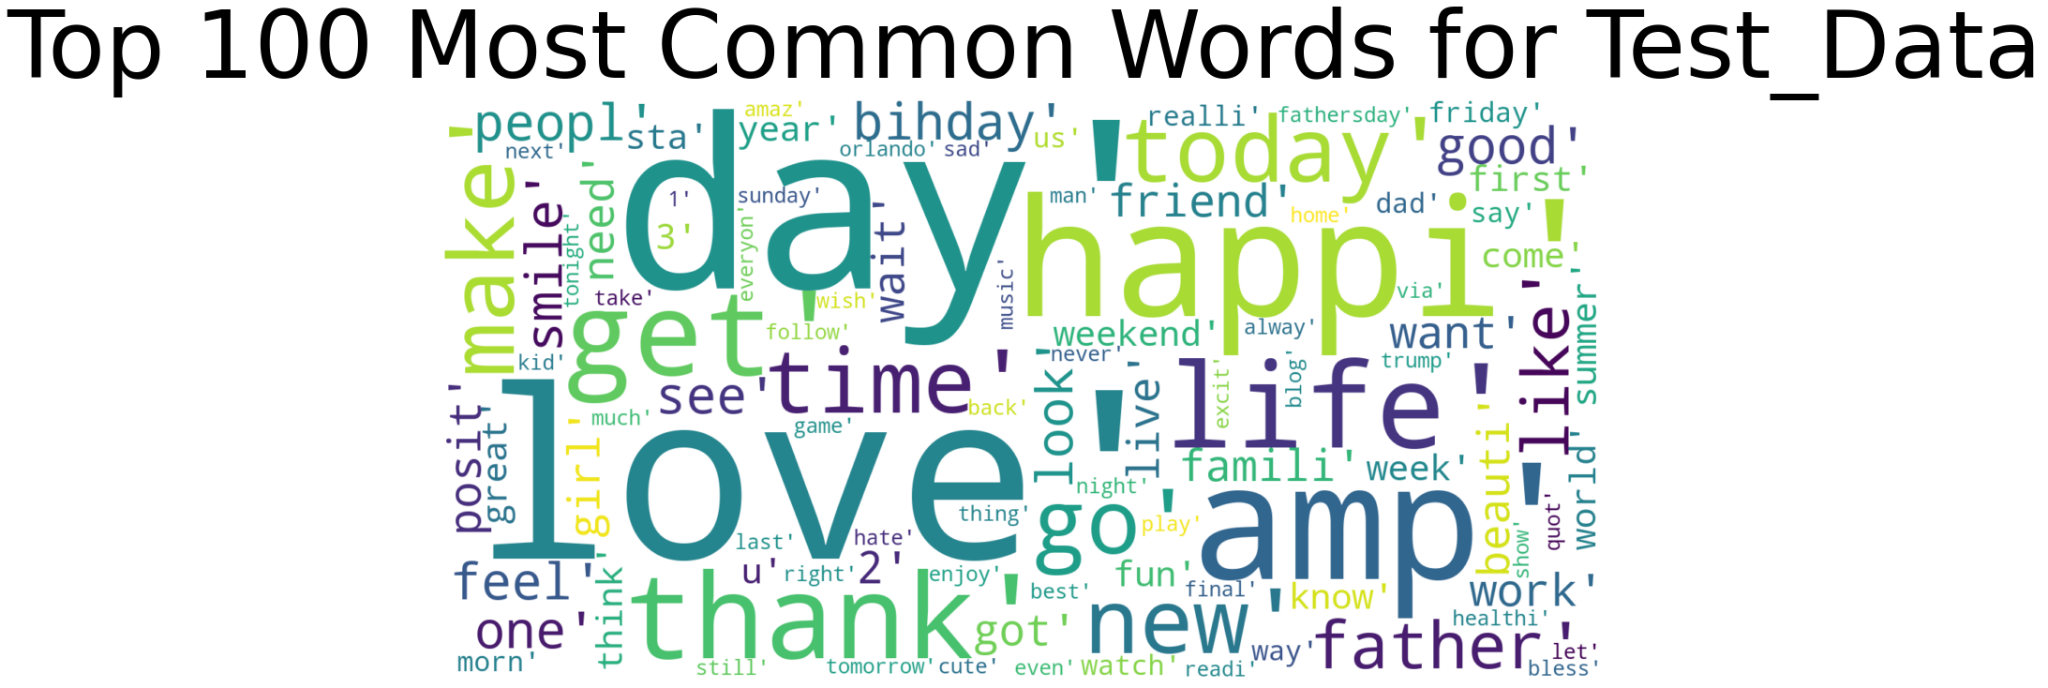 Top 100 Most Common Words for Test_Data
peopl'
sta'
amaz'
year'
bihday'
us'
realli'
fathersday'
friday'
next'
make'
smile'
need'
tonight'
day'
orlando'
sad'
today'
good'
first'
1'
3'
sunday'
everyon'
wait'
man'
friend'
home'
dad'
say'
come'
happi'
take'
get'
wish'
follow'
music'
via'
weekend'
alway'
want'
like'
summer'
kid'
see'
time'
never'
trump'
posit'
great'
girl'
much'
back'
game'
look'
live'
life'
excit'
blog'
love'
famili'
week'
beauti'
world'
night'
thing'
go'
play'
amp'
show'
quot'
last'
hate'
feel'
think'
u'
right'
2'
enjoy'
fun'
best'
final'
know'
work'
one'
thank'
got'
new'
healthi'
father'
way'
let'
morn'
still'
tomorrow'
cute'
even'
watch'
readi'
bless'